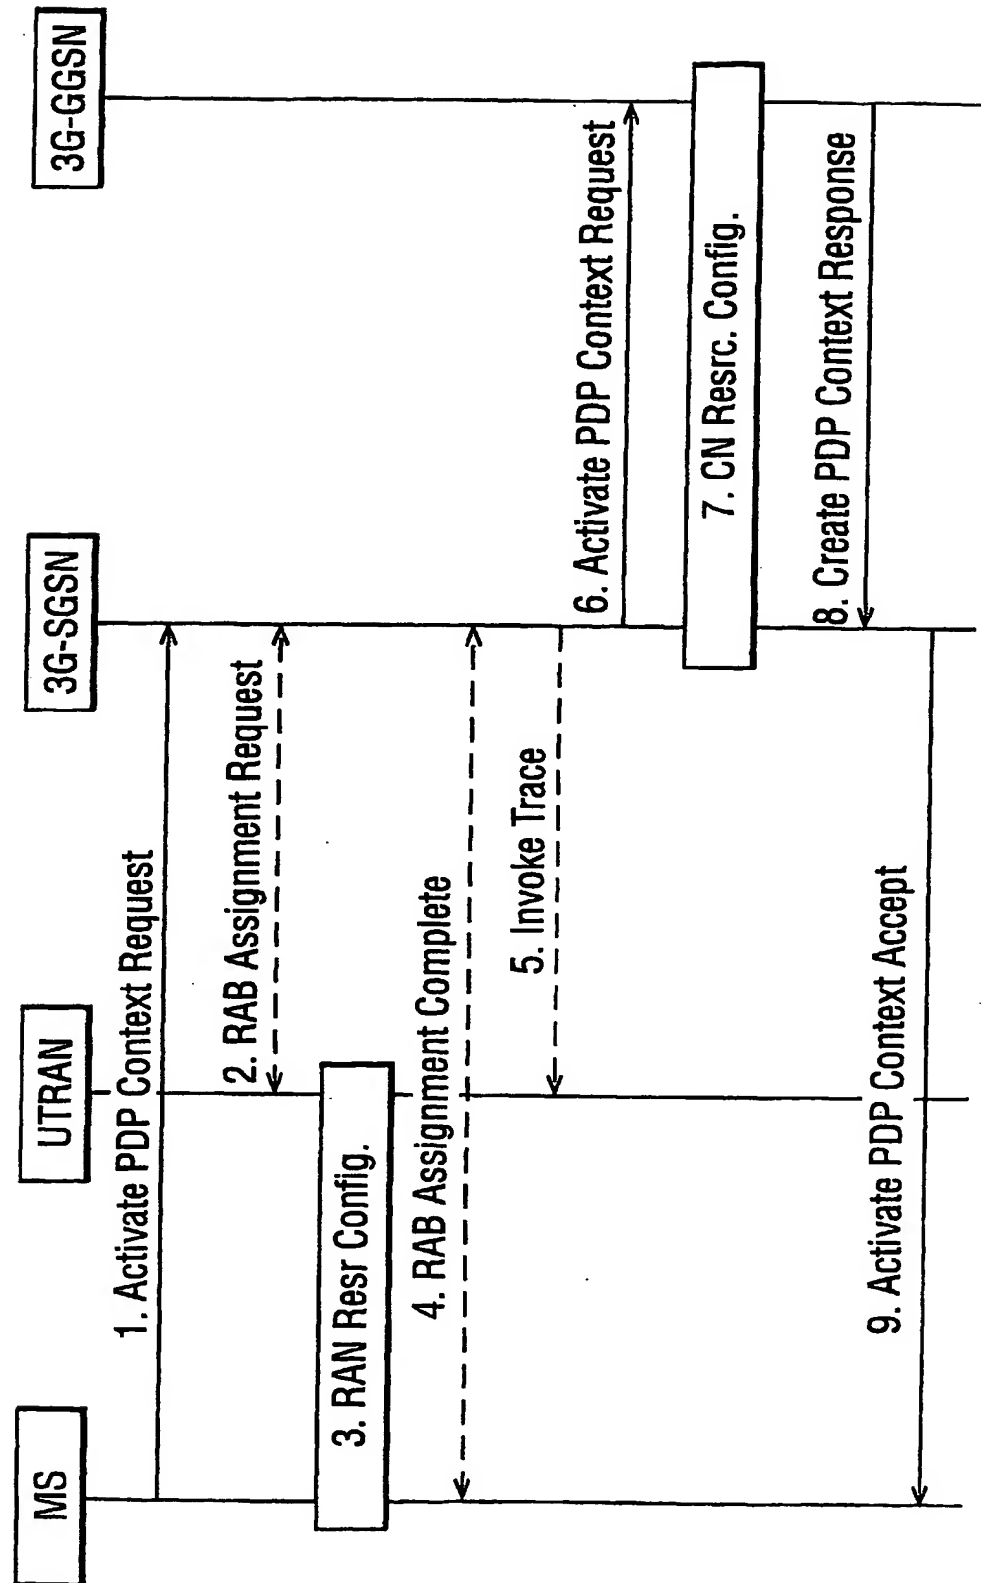 MS
UTRAN
3G-SGSN
3G-GGSN
1. Activate PDP Context Request
2. RAB Assignment Request
3. RAN Resr Config.
4. RAB Assignment Complete
5. Invoke Trace
6. Activate PDP Context Request
7. CN Resrc. Config.
8. Create PDP Context Response
9. Activate PDP Context Accept